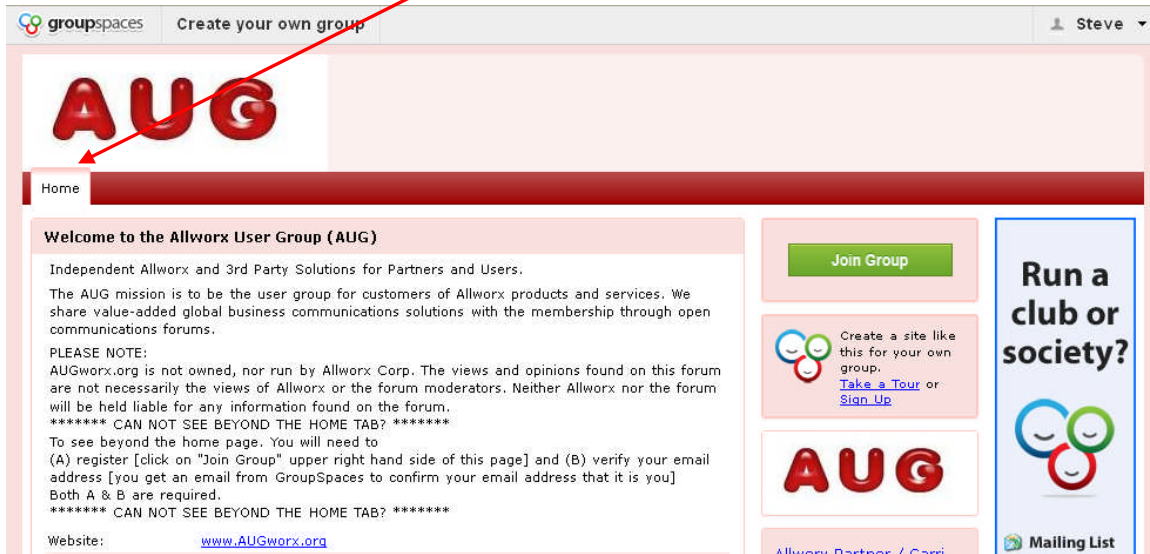 groupspaces Create your own group Steve
AUG
Home
Welcome to the Allworx User Group (AUG)
Independent Allworx and 3rd Party Solutions for Partners and Users.
The AUG mission is to be the user group for customers of Allworx products and services. We
share value-added global business communications solutions with the membership through open
communications forums.
PLEASE NOTE:
AUGworx.org is not owned, nor run by Allworx Corp. The views and opinions found on this forum
are not necessarily the views of Allworx or the forum moderators. Neither Allworx nor the forum
will be held liable for any information found on the forum.
******* CAN NOT SEE BEYOND THE HOME TAB? *******
To see beyond the home page. You will need to
(A) register [click on "Join Group" upper right hand side of this page] and (B) verify your email
address [you get an email from GroupSpaces to confirm your email address that it is you]
Both A & B are required.
******* CAN NOT SEE BEYOND THE HOME TAB? *******
Website: www.AUGworx.org
Join Group
Create a site like
this for your own
group.
Take a Tour or
Sign Up
AUG
Allworx Partner / Carri
Run a
club or
society?
Mailing List